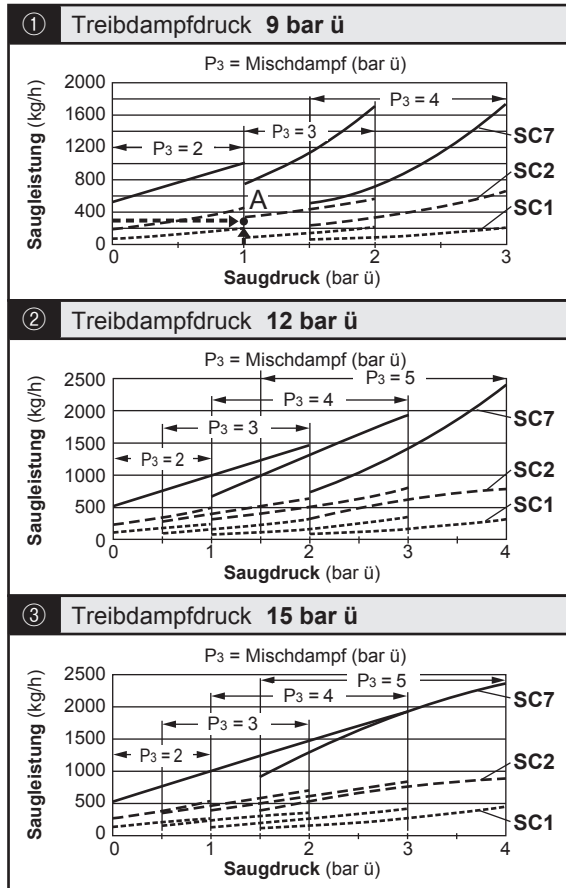 ① Treibdampfdruck 9 bar ü
P3 = Mischdampf (bar ü)
Saugleistung (kg/h)
2000
1600
1200
800
400
0
P3 = 4
P3 = 2
P3 = 3
A
SC7
SC2
SC1
0 1 2 3
Saugdruck (bar ü)
② Treibdampfdruck 12 bar ü
P3 = Mischdampf (bar ü)
Saugleistung (kg/h)
2500
2000
1500
1000
500
0
P3 = 5
P3 = 4
P3 = 3
P3 = 2
SC7
SC2
SC1
0 1 2 3 4
Saugdruck (bar ü)
③ Treibdampfdruck 15 bar ü
P3 = Mischdampf (bar ü)
Saugleistung (kg/h)
2500
2000
1500
1000
500
0
P3 = 5
P3 = 4
P3 = 3
P3 = 2
SC7
SC2
SC1
0 1 2 3 4
Saugdruck (bar ü)